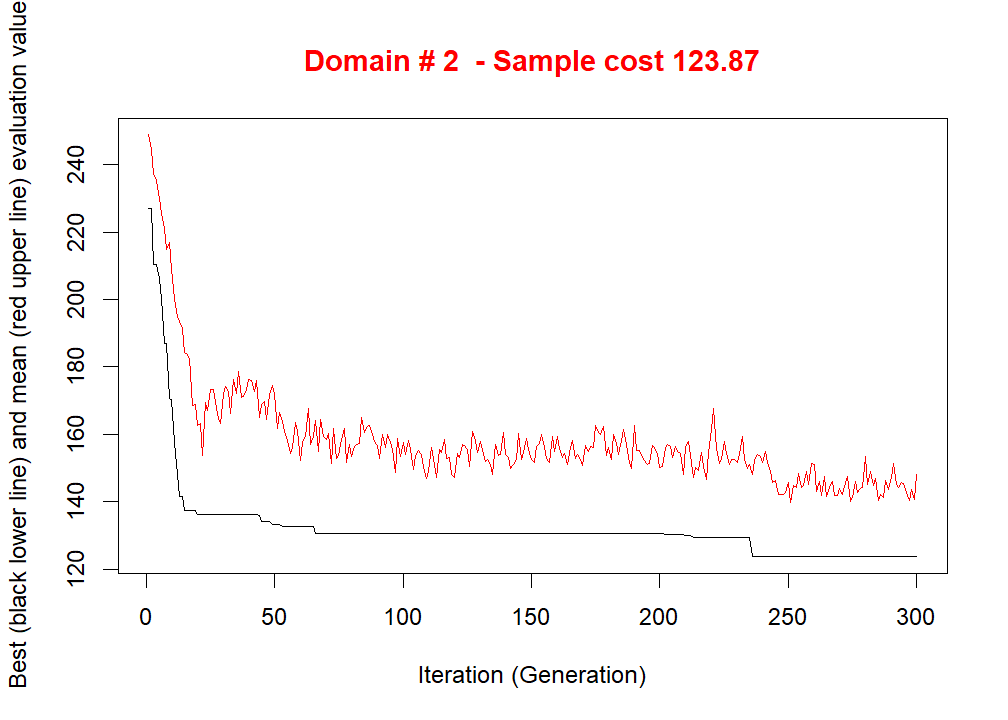 Domain # 2  - Sample cost 123.87
Best (black lower line) and mean (red upper line) evaluation value
240
220
200
180
160
140
120
0 50 100 150 200 250 300
Iteration (Generation)